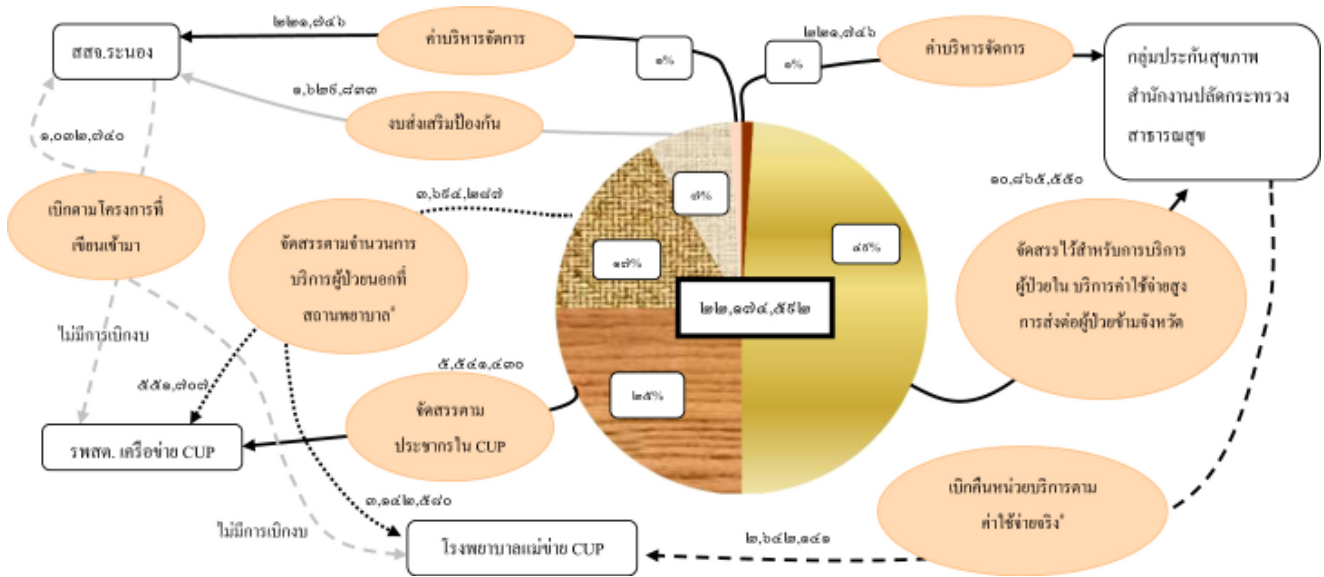 ๒๒๑,๗๔๖
๒๒๑,๗๔๖
สสจ.ระนอง
ค่าบริหารจัดการ
๑%
๑%
ค่าบริหารจัดการ
กลุ่มประกันสุขภาพ
สำนักงานปลัดกระทรวง
สาธารณสุข
๑,๖๒๕,๘๓๓
งบส่งเสริมป้องกัน
๑,๐๓๒,๗๔๐
๑๐,๘๖๕,๕๕๐
๓,๖๙๔,๒๘๗
๗%
เบิกตามโครงการที่
เขียนเข้ามา
จัดสรรตามจำนวนการ
บริการผู้ป่วยนอกที่
สถานพยาบาล
๑๗%
๔๙%
จัดสรรไว้สำหรับการบริการ
ผู้ป่วยใน บริการค่าใช้จ่ายสูง
การส่งต่อผู้ป่วยข้ามจังหวัด
๒๒,๑๗๔,๕๙๒
ไม่มีการเบิกงบ
๕๕๑,๗๐๗
๕,๕๔๑,๔๓๐
๒๕%
จัดสรรตาม
ประชากรใน CUP
รพสต. เครือข่าย CUP
๓,๑๔๒,๕๘๐
เบิกคืนหน่วยบริการตาม
ค่าใช้จ่ายจริง
ไม่มีการเบิกงบ
โรงพยาบาลแม่ข่าย CUP
๒,๖๔๒,๑๔๑